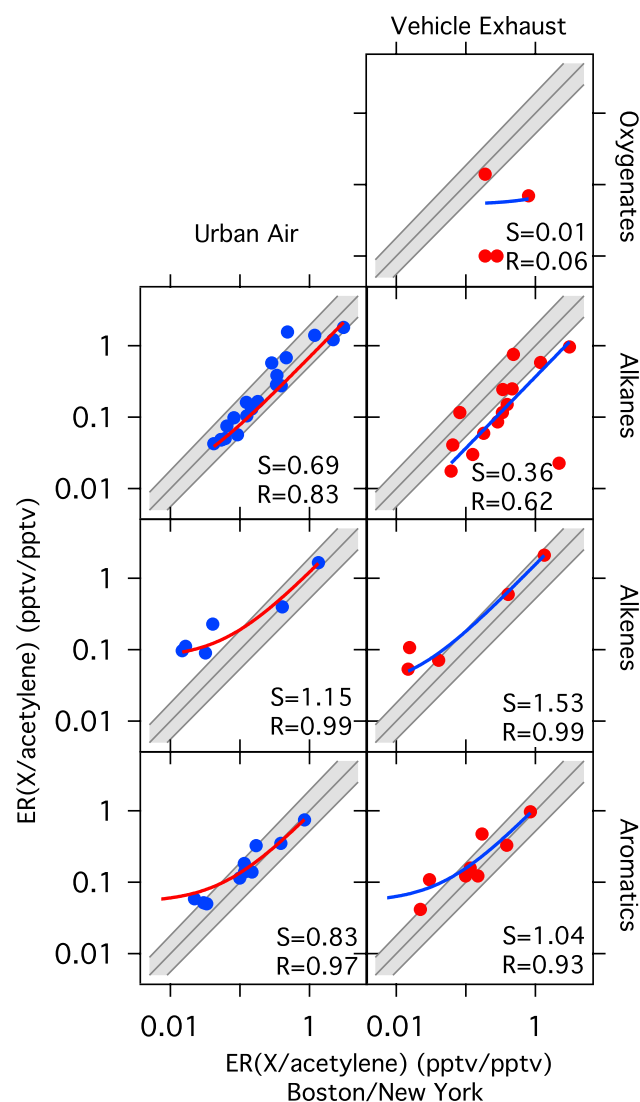 Vehicle Exhaust
Oxygenates
Urban Air
S=0.01
R=0.06
1
0.1
0.01
S=0.69
R=0.83
S=0.36
R=0.62
Alkanes
ER(X/acetylene) (pptv/pptv)
1
0.1
0.01
S=1.15
R=0.99
S=1.53
R=0.99
Alkenes
1
0.1
0.01
S=0.83
R=0.97
S=1.04
R=0.93
Aromatics
0.01
1
0.01
1
ER(X/acetylene) (pptv/pptv)
Boston/New York